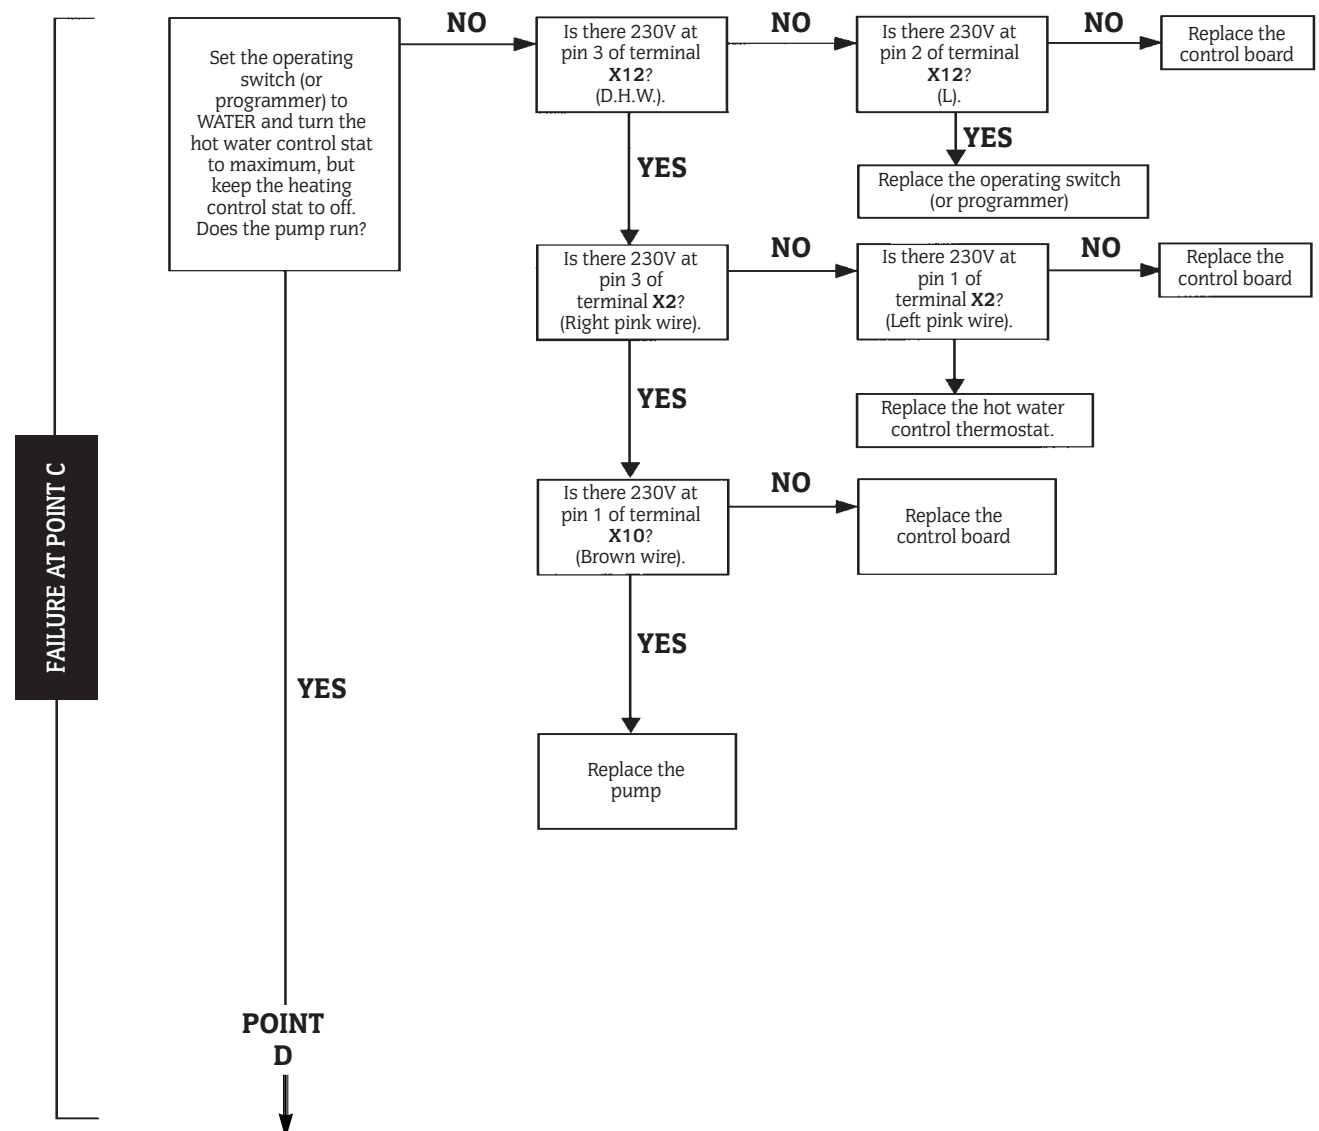 FAILURE AT POINT C
Set the operating
switch (or
programmer) to
WATER and turn the
hot water control stat
to maximum, but
keep the heating
control stat to off.
Does the pump run?
NO
Is there 230V at
pin 3 of terminal
X12?
(D.H.W.).
NO
Is there 230V at
pin 2 of terminal
X12?
(L).
NO
Replace the
control board
YES
Replace the operating switch
(or programmer)
YES
Is there 230V at
pin 3 of
terminal X2?
(Right pink wire).
NO
Is there 230V at
pin 1 of
terminal X2?
(Left pink wire).
NO
Replace the
control board
Replace the hot water
control thermostat.
YES
Is there 230V at
pin 1 of terminal
X10?
(Brown wire).
NO
Replace the
control board
YES
Replace the
pump
YES
POINT
D